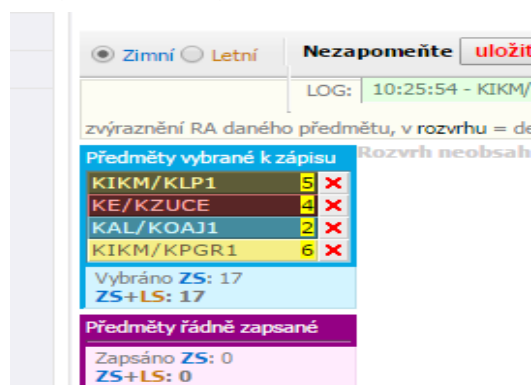 Zimní Letní Nezapomeňte uložit
LOG: 10:25:54 - KIKM/
zvýraznění RA daného předmětu, v rozvrhu = de
Předměty vybrané k zápisu Rozvrh neobsah
KIKM/KLP1 5
KE/KZUCE 4
KAL/KOAJ1 2
KIKM/KPGR1 6
Vybráno ZS: 17
ZS+LS: 17
Předměty řádně zapsané
Zapsáno ZS: 0
ZS+LS: 0